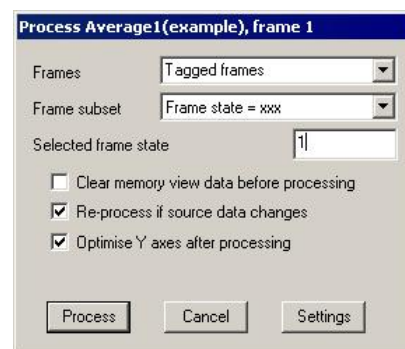 Process Average1(example), frame 1
Frames Tagged frames
Frame subset Frame state = xxx
Selected frame state 1
Clear memory view data before processing
Re-process if source data changes
Optimise Y axes after processing
Process Cancel Settings